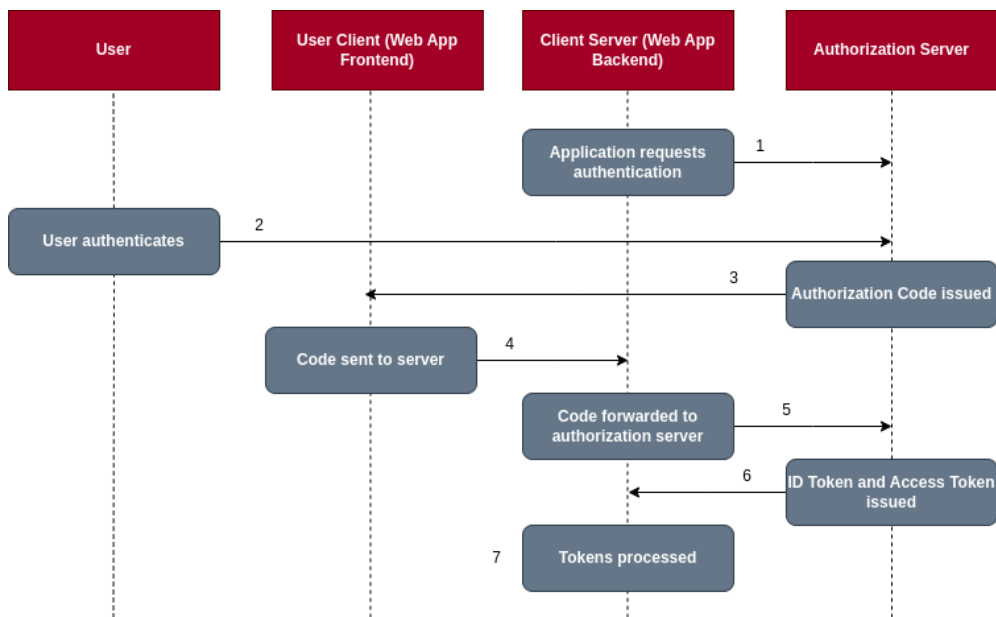 User
User Client (Web App
Frontend)
Client Server (Web App
Backend)
Authorization Server
Application requests
authentication
1
User authenticates
2
3
Authorization Code issued
Code sent to server
4
Code forwarded to
authorization server
5
6
ID Token and Access Token
issued
7
Tokens processed